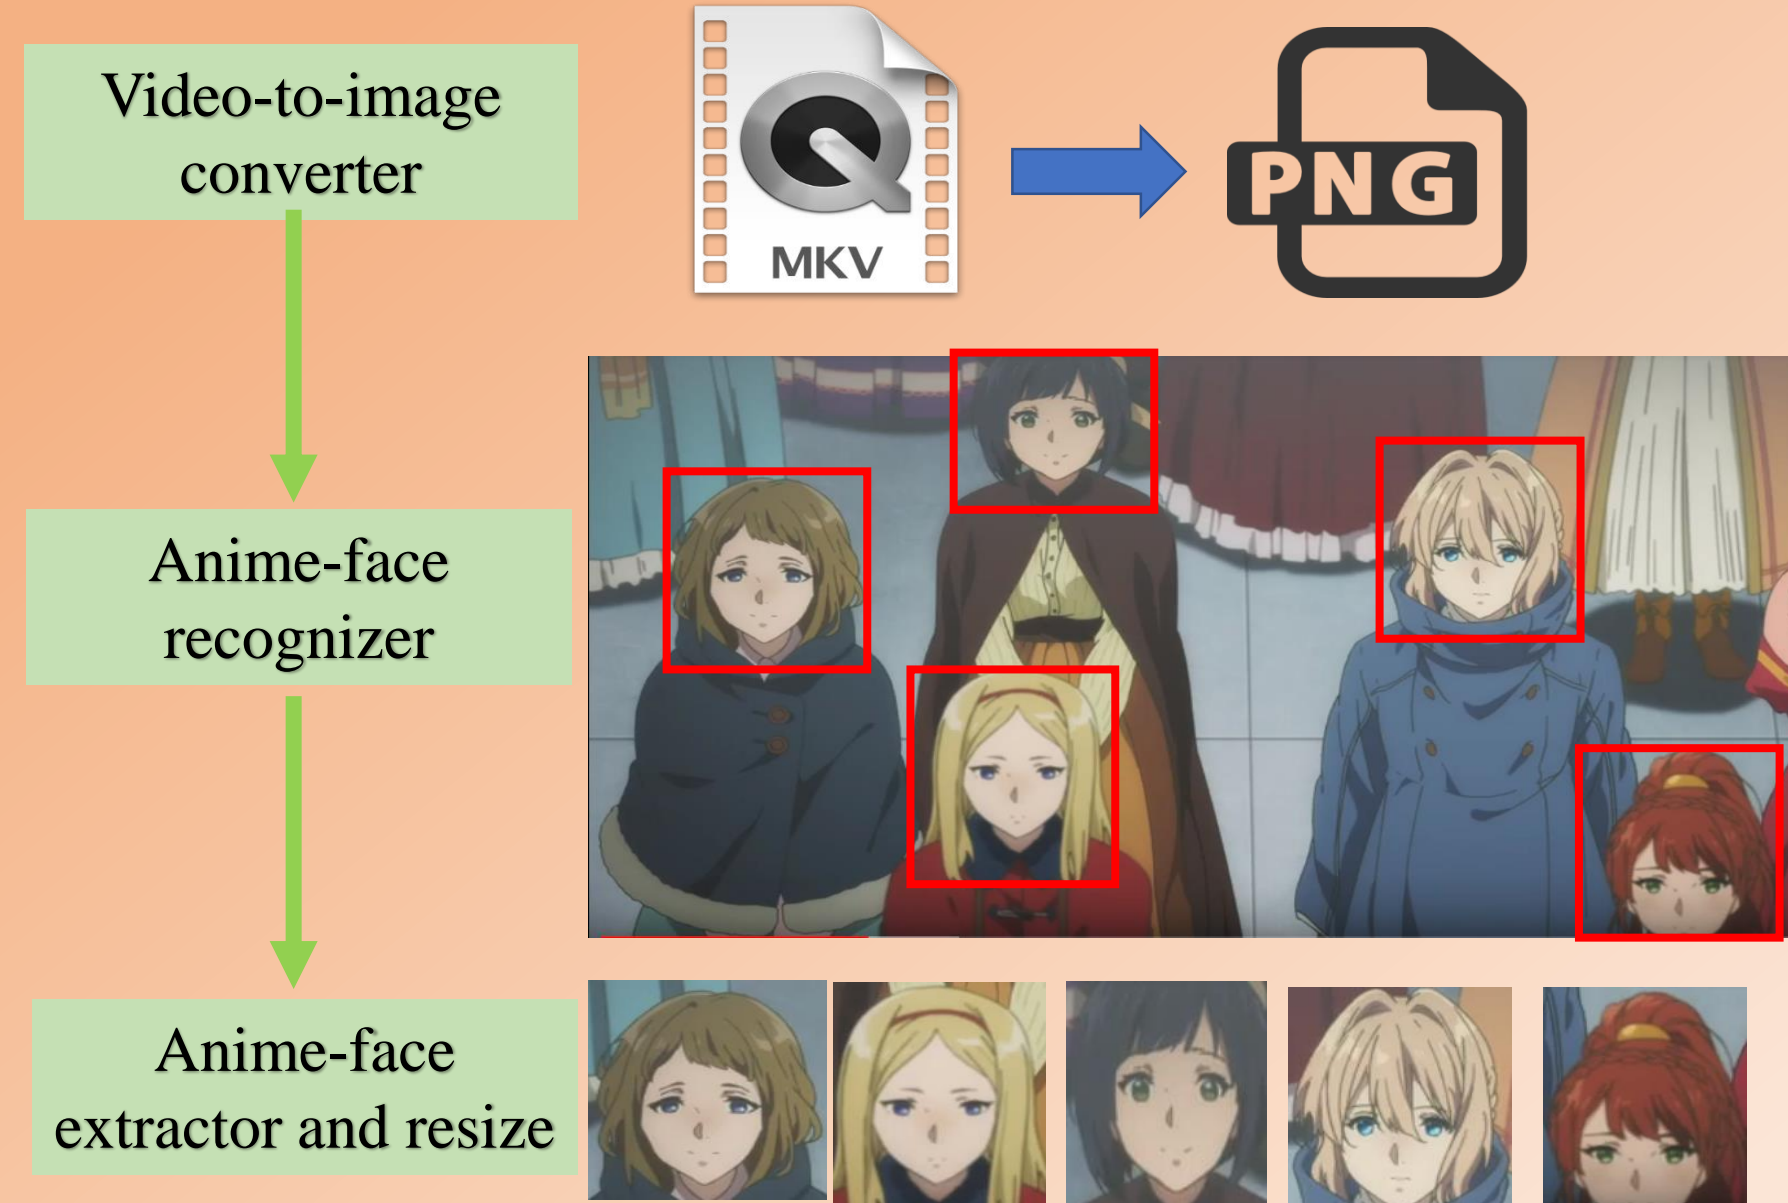 Video-to-image
converter
MKV
PNG
Anime-face
recognizer
Anime-face
extractor and resize